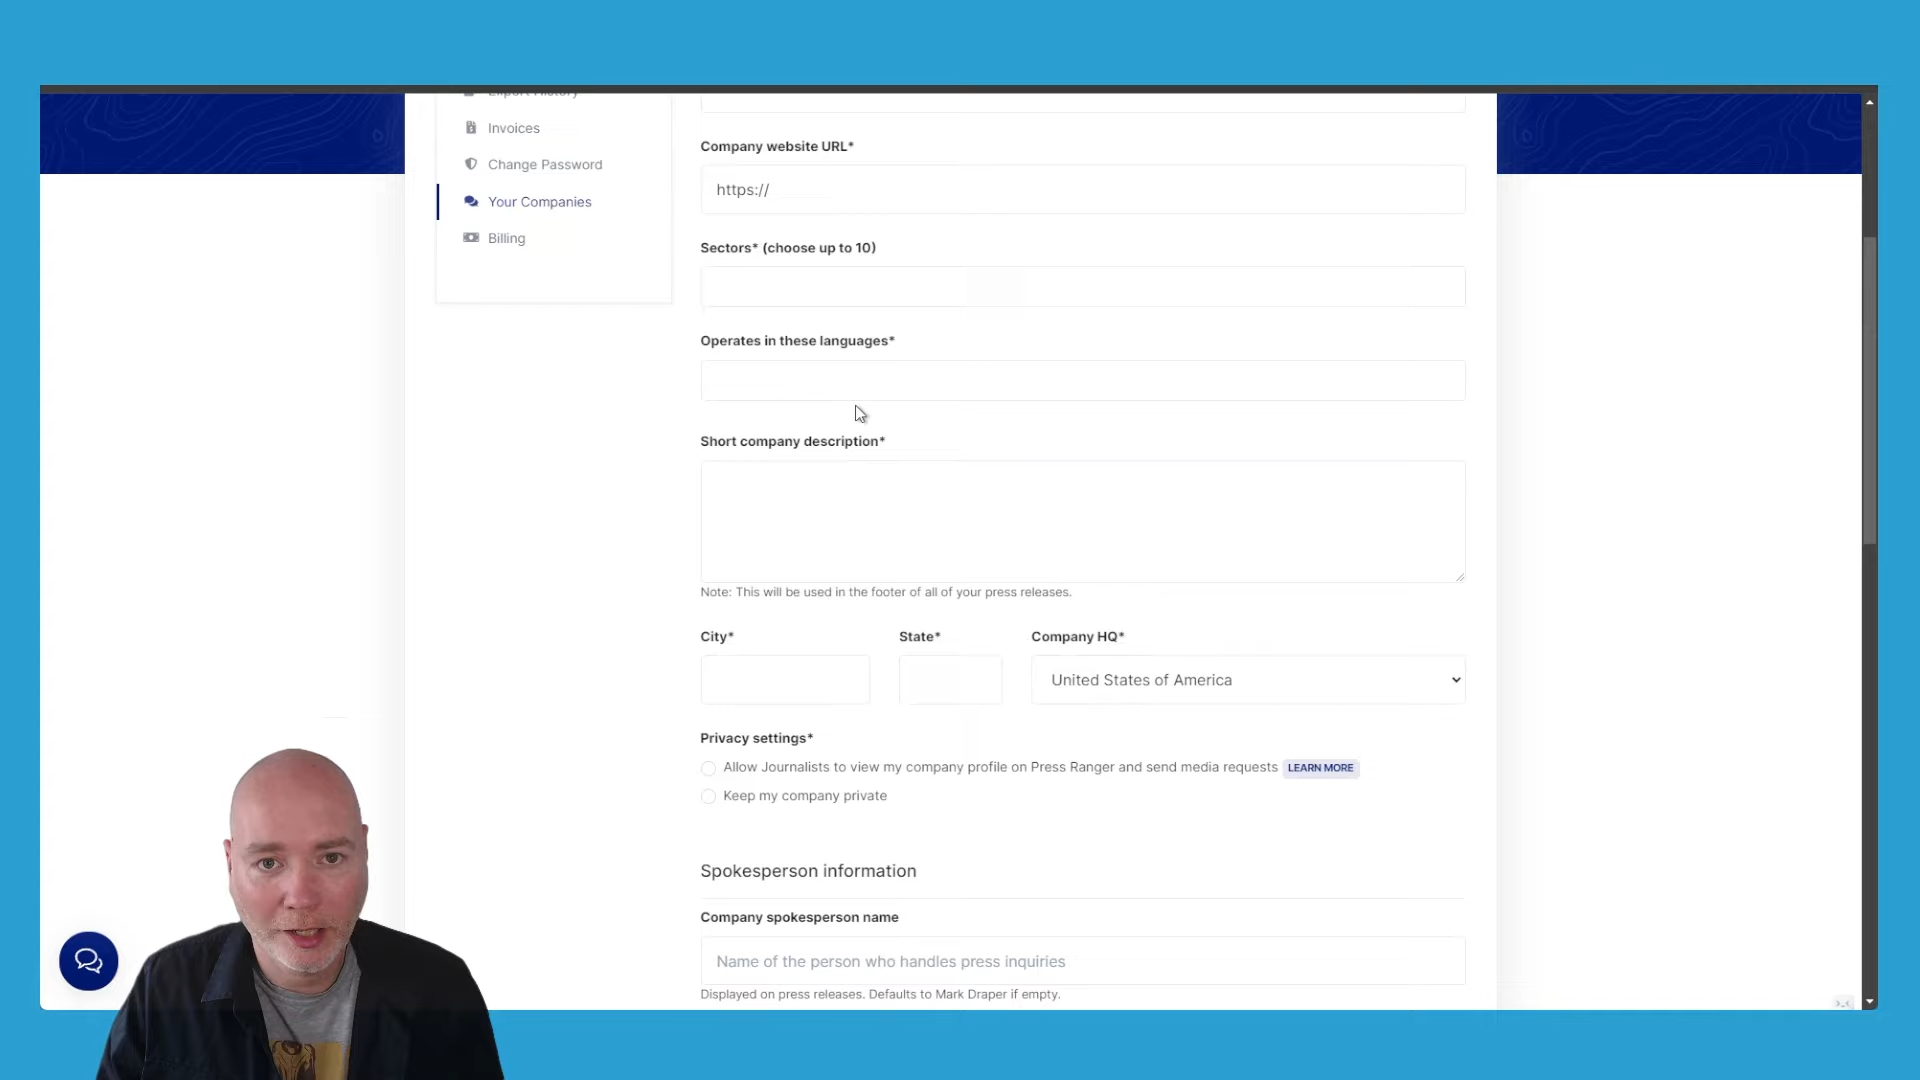 Export History
Invoices
Change Password
Your Companies
Billing
Company website URL*
https://
Sectors* (choose up to 10)
Operates in these languages*
Short company description*
Note: This will be used in the footer of all of your press releases.
City* State* Company HQ*
United States of America
Privacy settings*
Allow Journalists to view my company profile on Press Ranger and send media requests LEARN MORE
Keep my company private
Spokesperson information
Company spokesperson name
Name of the person who handles press inquiries
Displayed on press releases. Defaults to Mark Draper if empty.